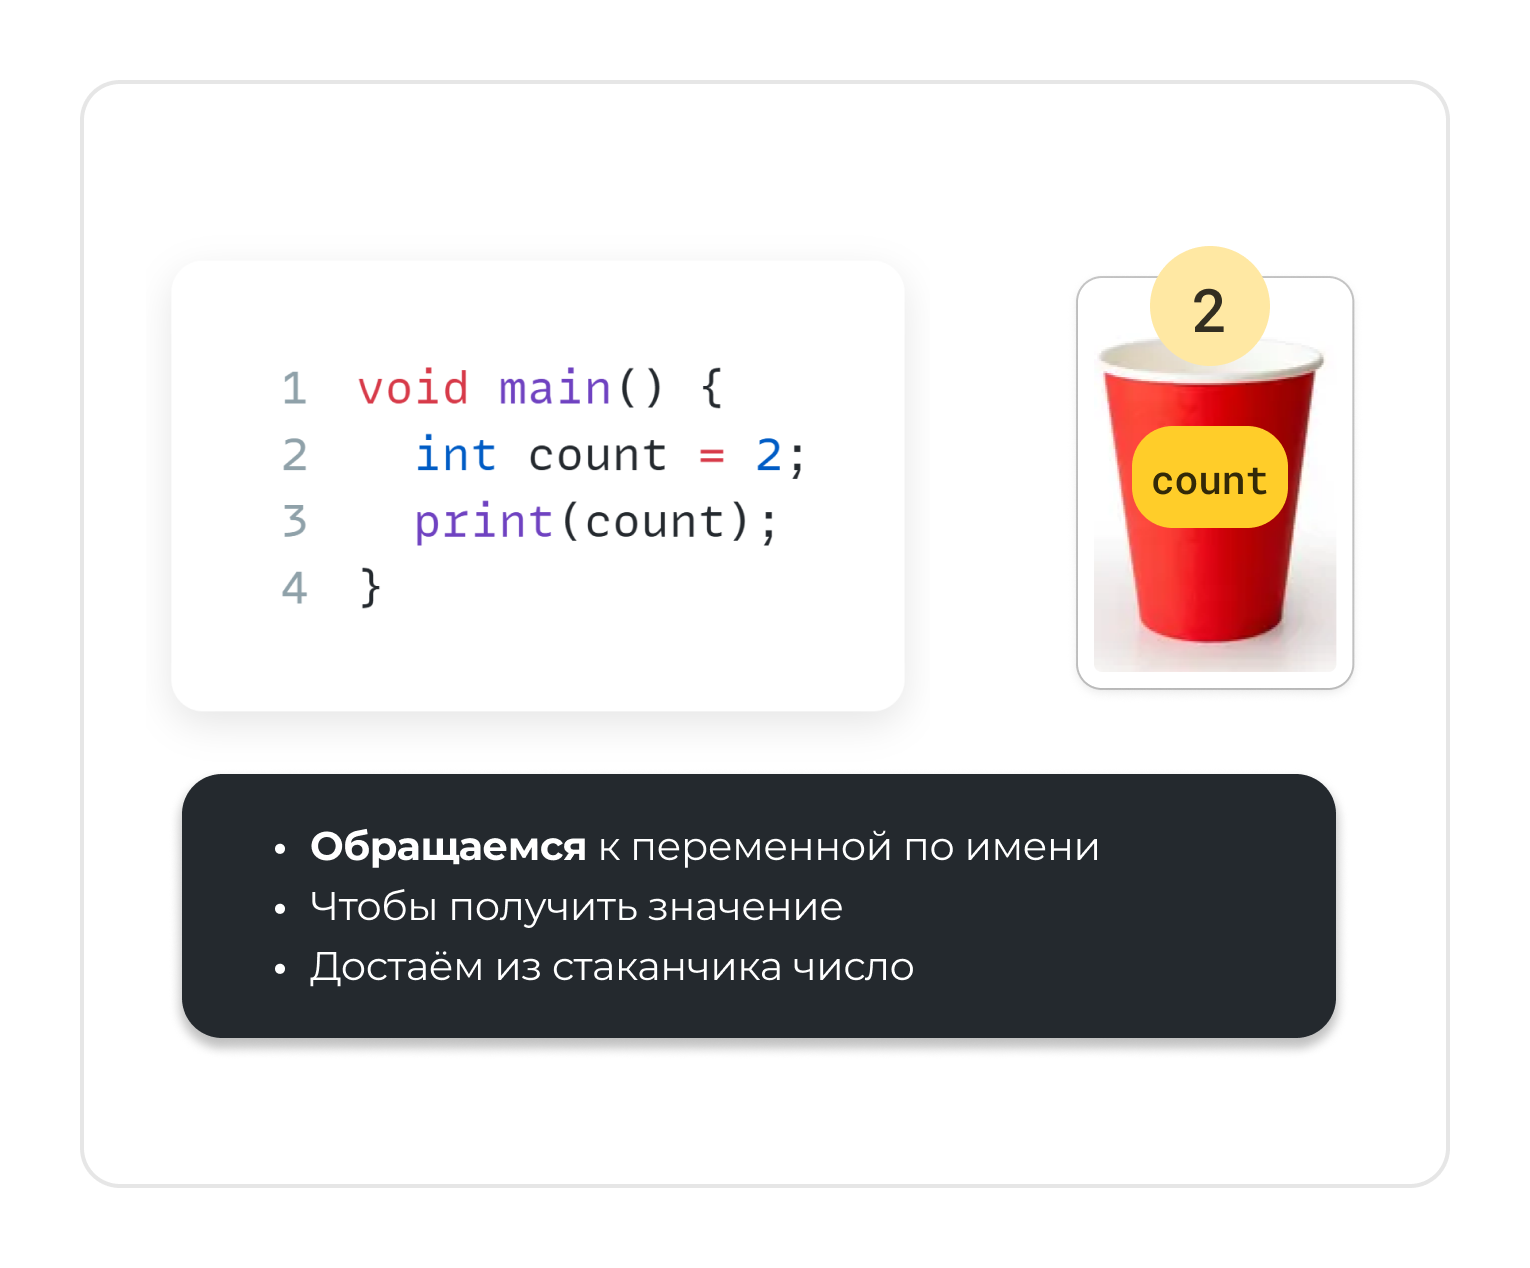 1 void main() {
2   int count = 2;
3   print(count);
4 }
2
count
• Обращаемся к переменной по имени
• Чтобы получить значение
• Достаём из стаканчика число